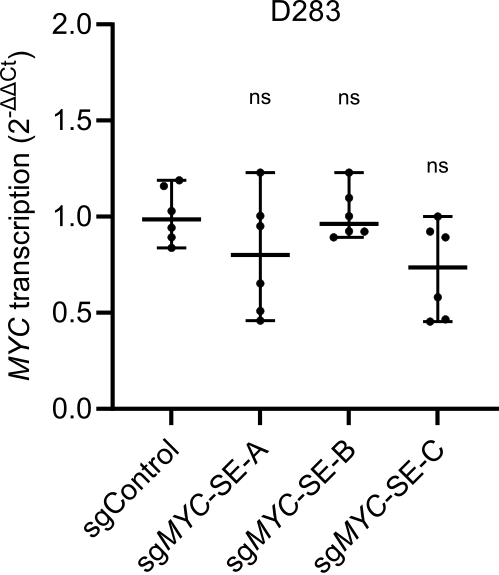 D283
MYC transcription (2^-ΔΔCt)
2.0
1.5
1.0
0.5
0.0
ns
ns
ns
sgControl
sgMYC-SE-A
sgMYC-SE-B
sgMYC-SE-C